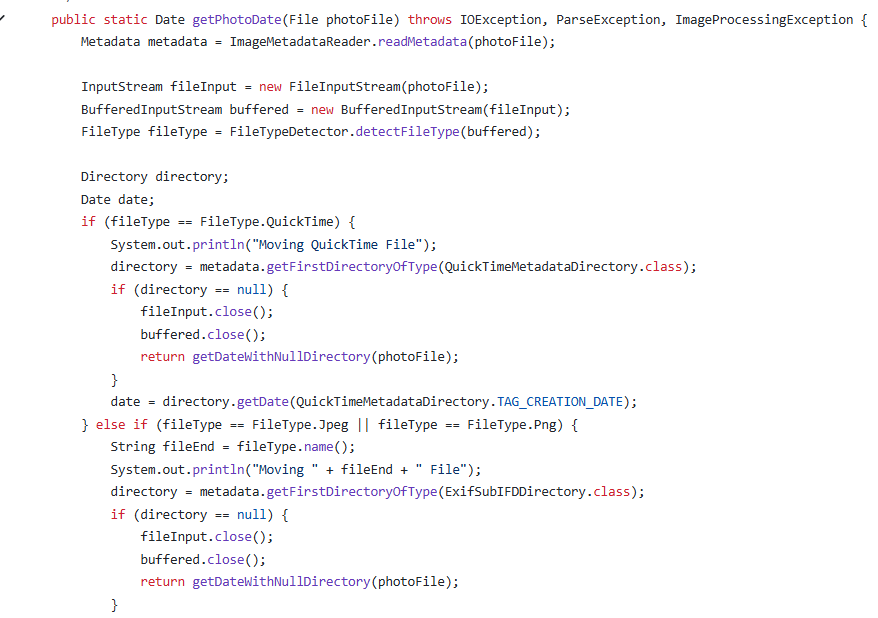 public static Date getPhotoDate(File photoFile) throws IOException, ParseException, ImageProcessingException {
    Metadata metadata = ImageMetadataReader.readMetadata(photoFile);

    InputStream fileInput = new FileInputStream(photoFile);
    BufferedInputStream buffered = new BufferedInputStream(fileInput);
    FileType fileType = FileTypeDetector.detectFileType(buffered);

    Directory directory;
    Date date;
    if (fileType == FileType.QuickTime) {
        System.out.println("Moving QuickTime File");
        directory = metadata.getFirstDirectoryOfType(QuickTimeMetadataDirectory.class);
        if (directory == null) {
            fileInput.close();
            buffered.close();
            return getDateWithNullDirectory(photoFile);
        }
        date = directory.getDate(QuickTimeMetadataDirectory.TAG_CREATION_DATE);
    } else if (fileType == FileType.Jpeg || fileType == FileType.Png) {
        String fileEnd = fileType.name();
        System.out.println("Moving " + fileEnd + " File");
        directory = metadata.getFirstDirectoryOfType(ExifSubIFDDirectory.class);
        if (directory == null) {
            fileInput.close();
            buffered.close();
            return getDateWithNullDirectory(photoFile);
        }